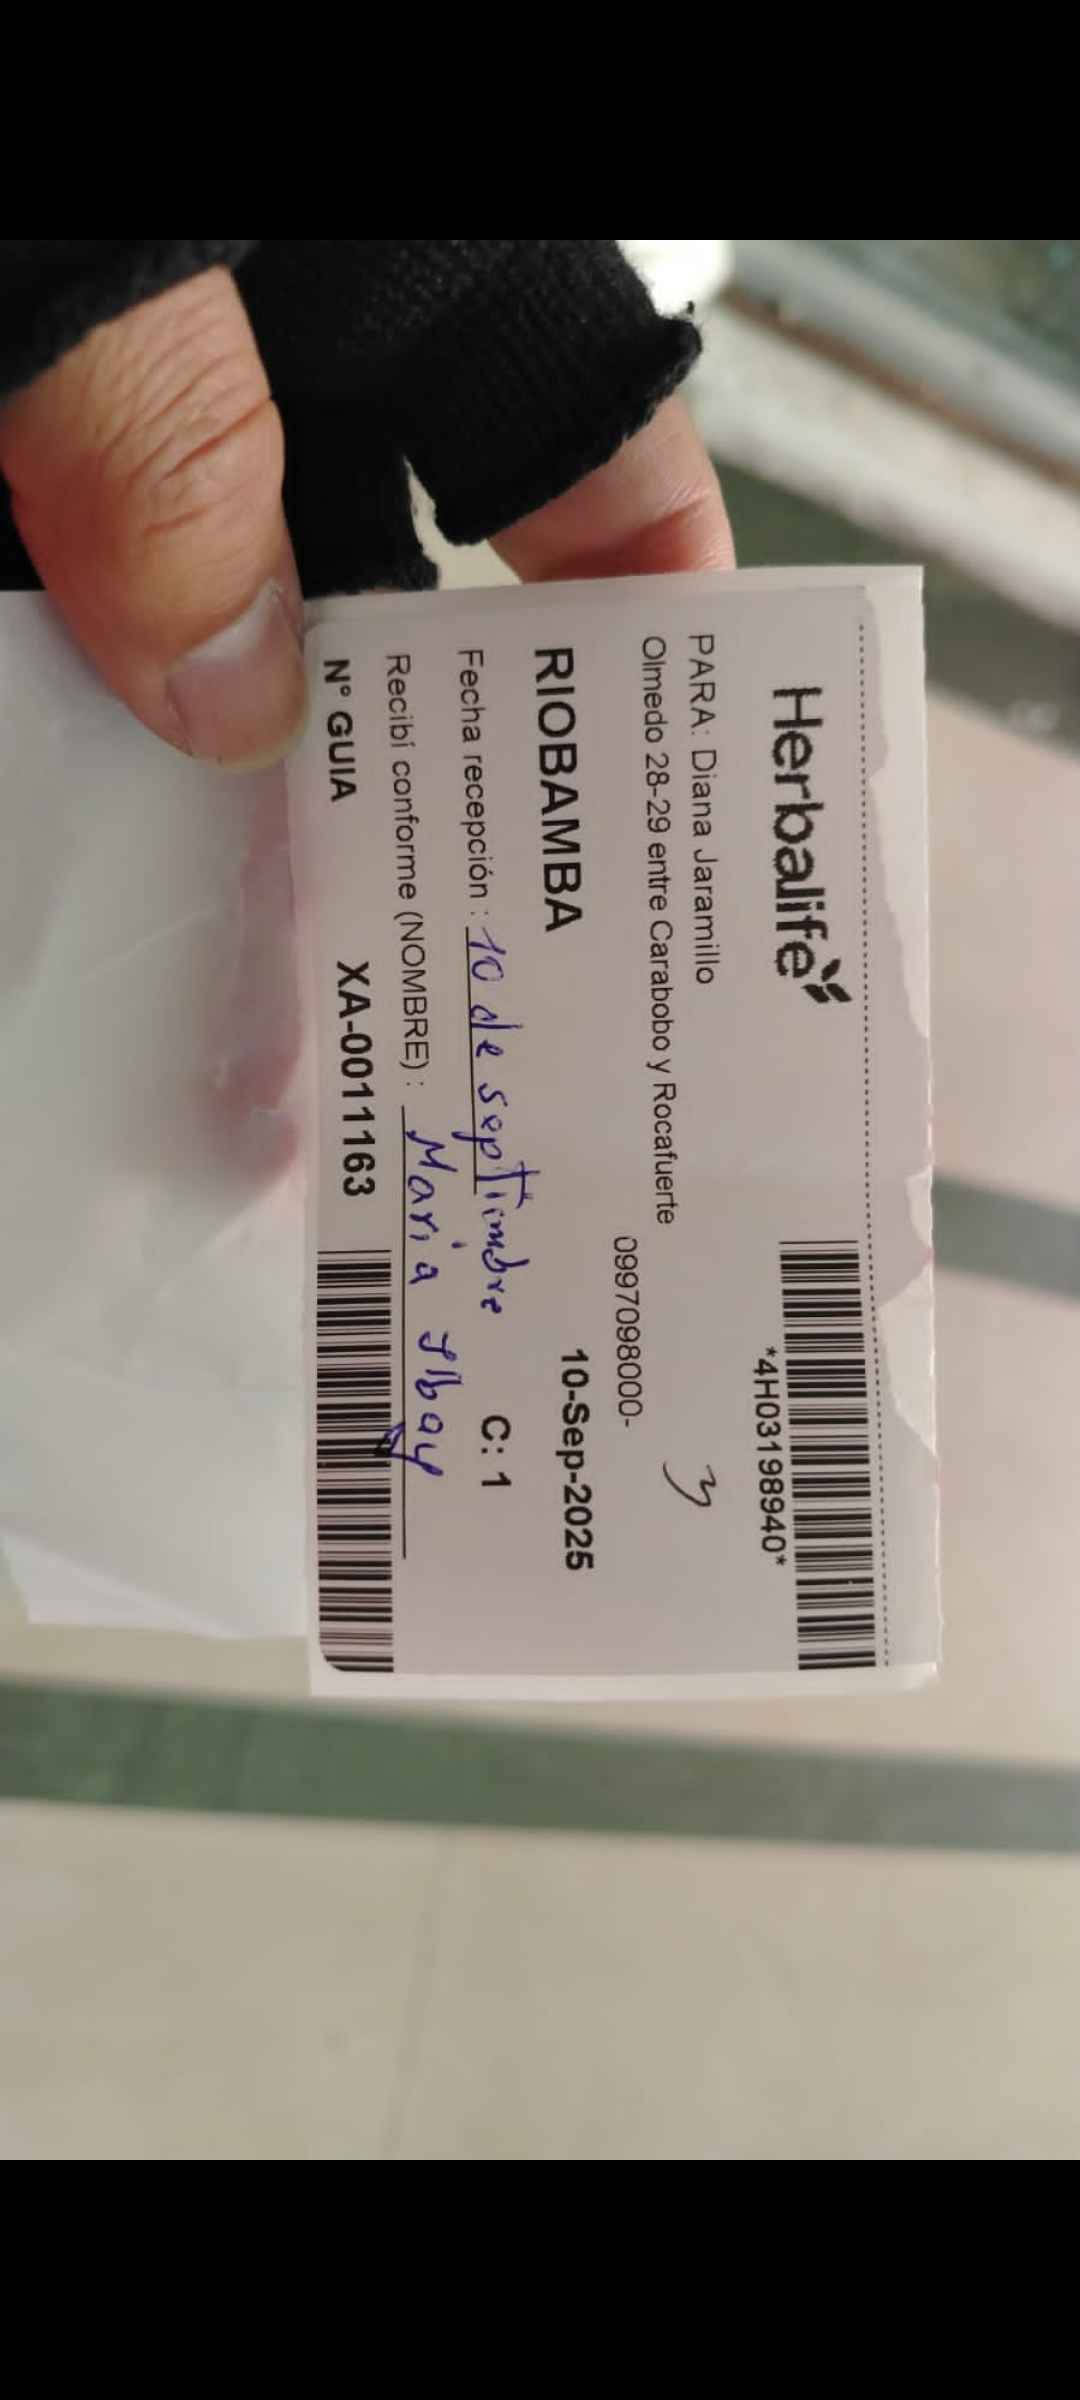 Herbalife
*4H03198940*
PARA: Diana Jaramillo
3
Olmedo 28-29 entre Carabobo y Rocafuerte
0997098000-
RIOBAMBA 10-Sep-2025
Fecha recepción : 10 de septiembre C: 1
Recibí conforme (NOMBRE) : Maria Ilbay
N° GUIA XA-0011163